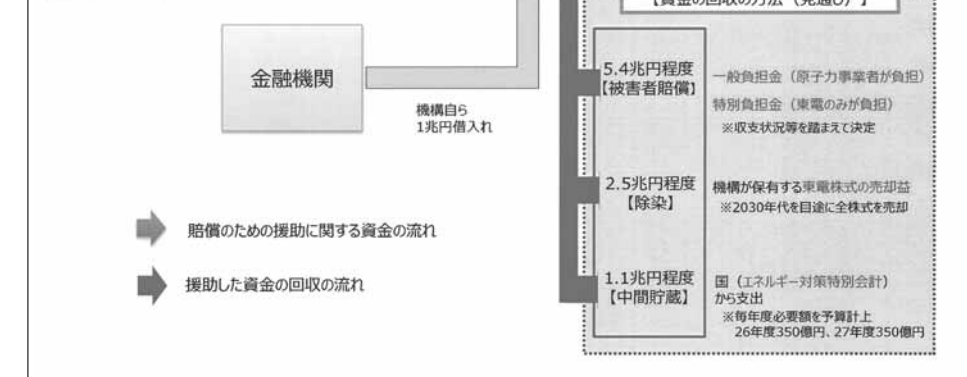 【資金の回収の方法（見通し）】
金融機関
機構自ら
1兆円借入れ
5.4兆円程度
【被害者賠償】
一般負担金（原子力事業者が負担）
特別負担金（東電のみが負担）
※収支状況等を踏まえて決定
2.5兆円程度
【除染】
機構が保有する東電株式の売却益
※2030年代を目途に全株式を売却
1.1兆円程度
【中間貯蔵】
国（エネルギー対策特別会計）
から支出
※毎年度必要額を予算計上
26年度350億円、27年度350億円
賠償のための援助に関する資金の流れ
援助した資金の回収の流れ